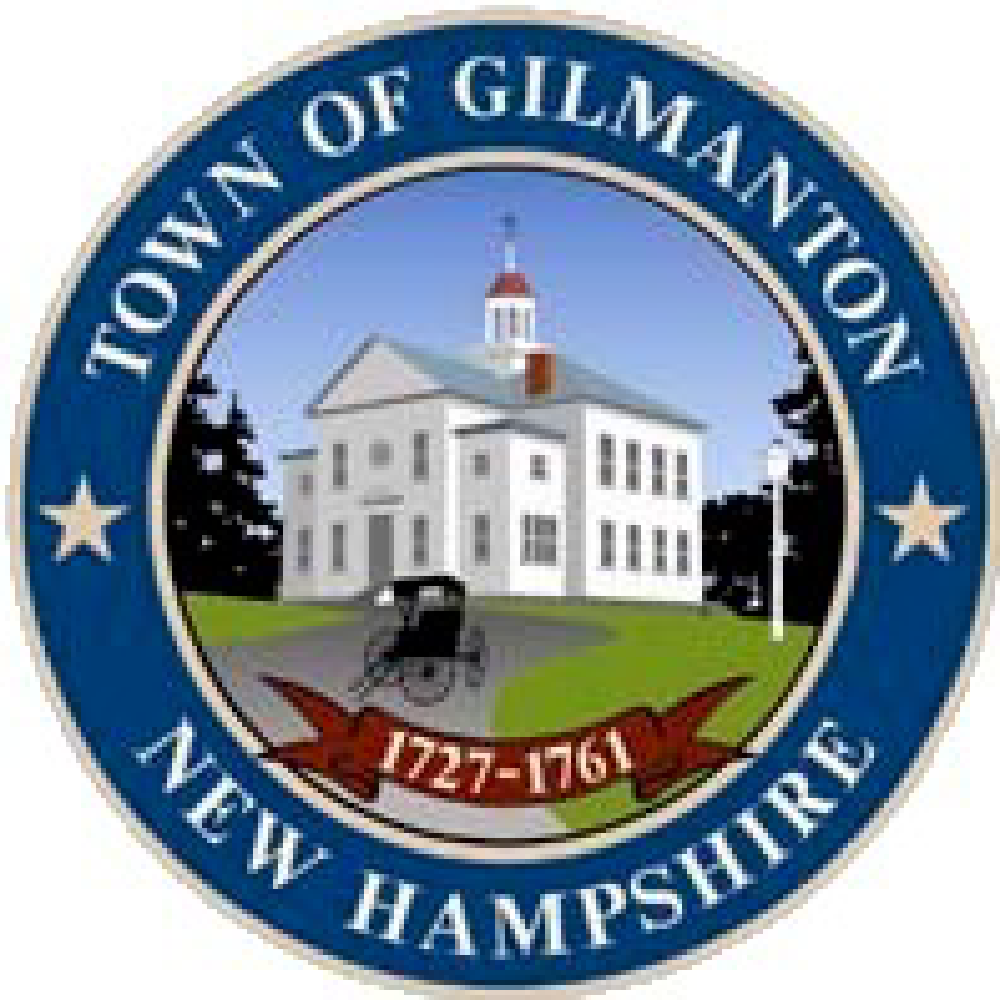 TOWN OF GILMANTON
1727-1761
NEW HAMPSHIRE